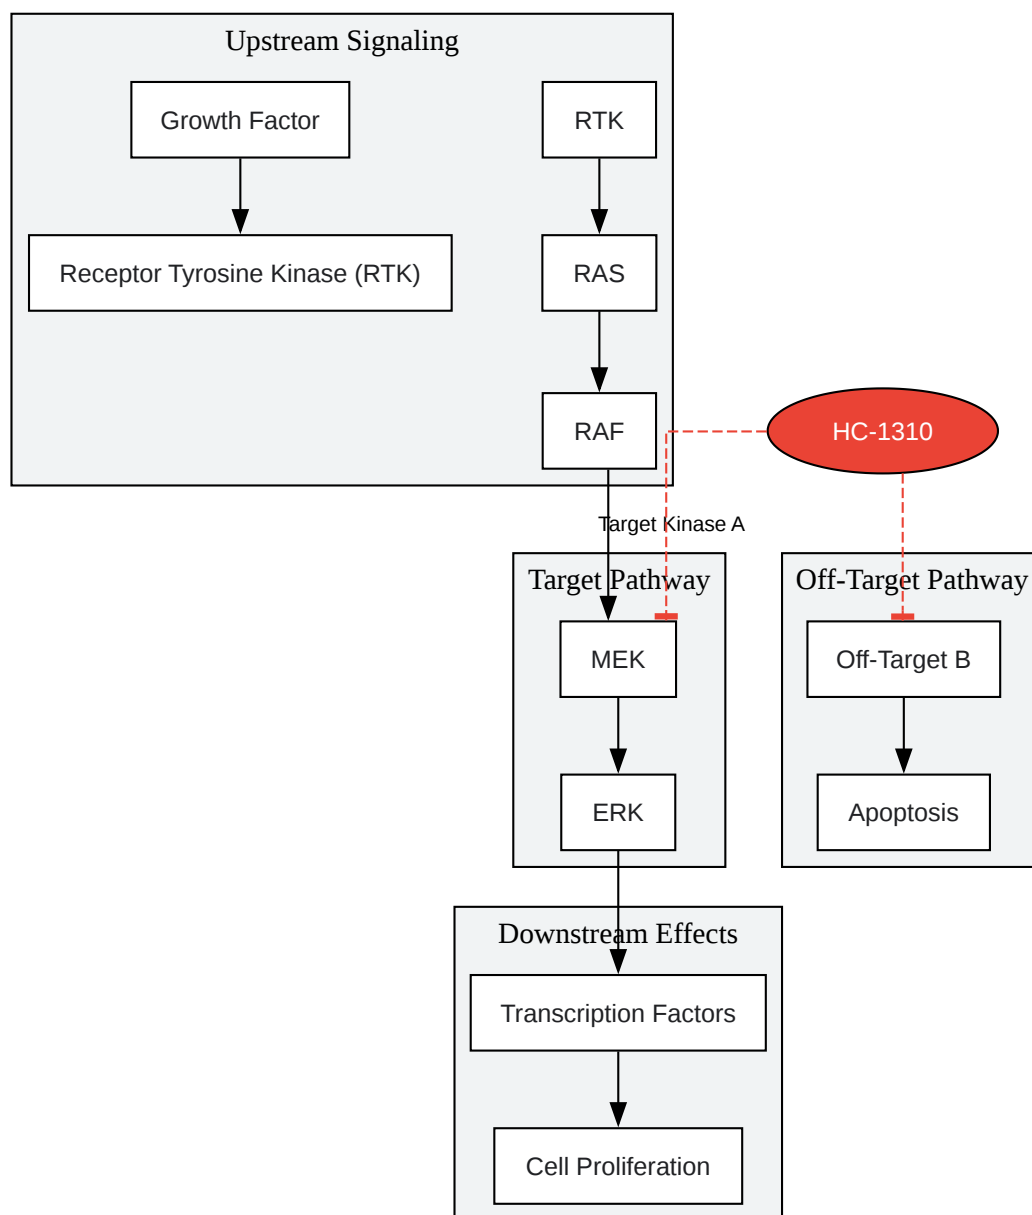 Upstream Signaling
Growth Factor
RTK
Receptor Tyrosine Kinase (RTK)
RAS
RAF
HC-1310
Target Kinase A
Target Pathway
Off-Target Pathway
MEK
Off-Target B
ERK
Apoptosis
Downstream Effects
Transcription Factors
Cell Proliferation